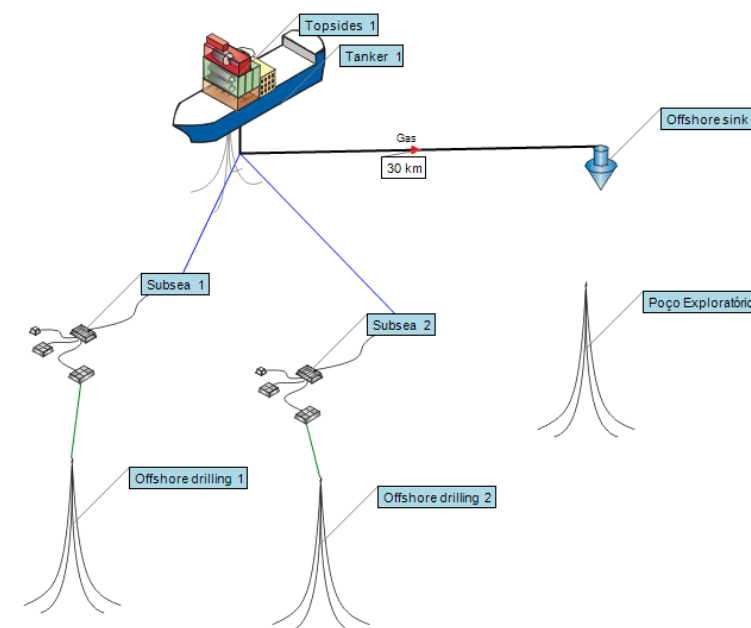 Topsides 1
Tanker 1
Offshore sink
Gas
30 km
Subsea 1
Poço Exploratório
Subsea 2
Offshore drilling 1
Offshore drilling 2